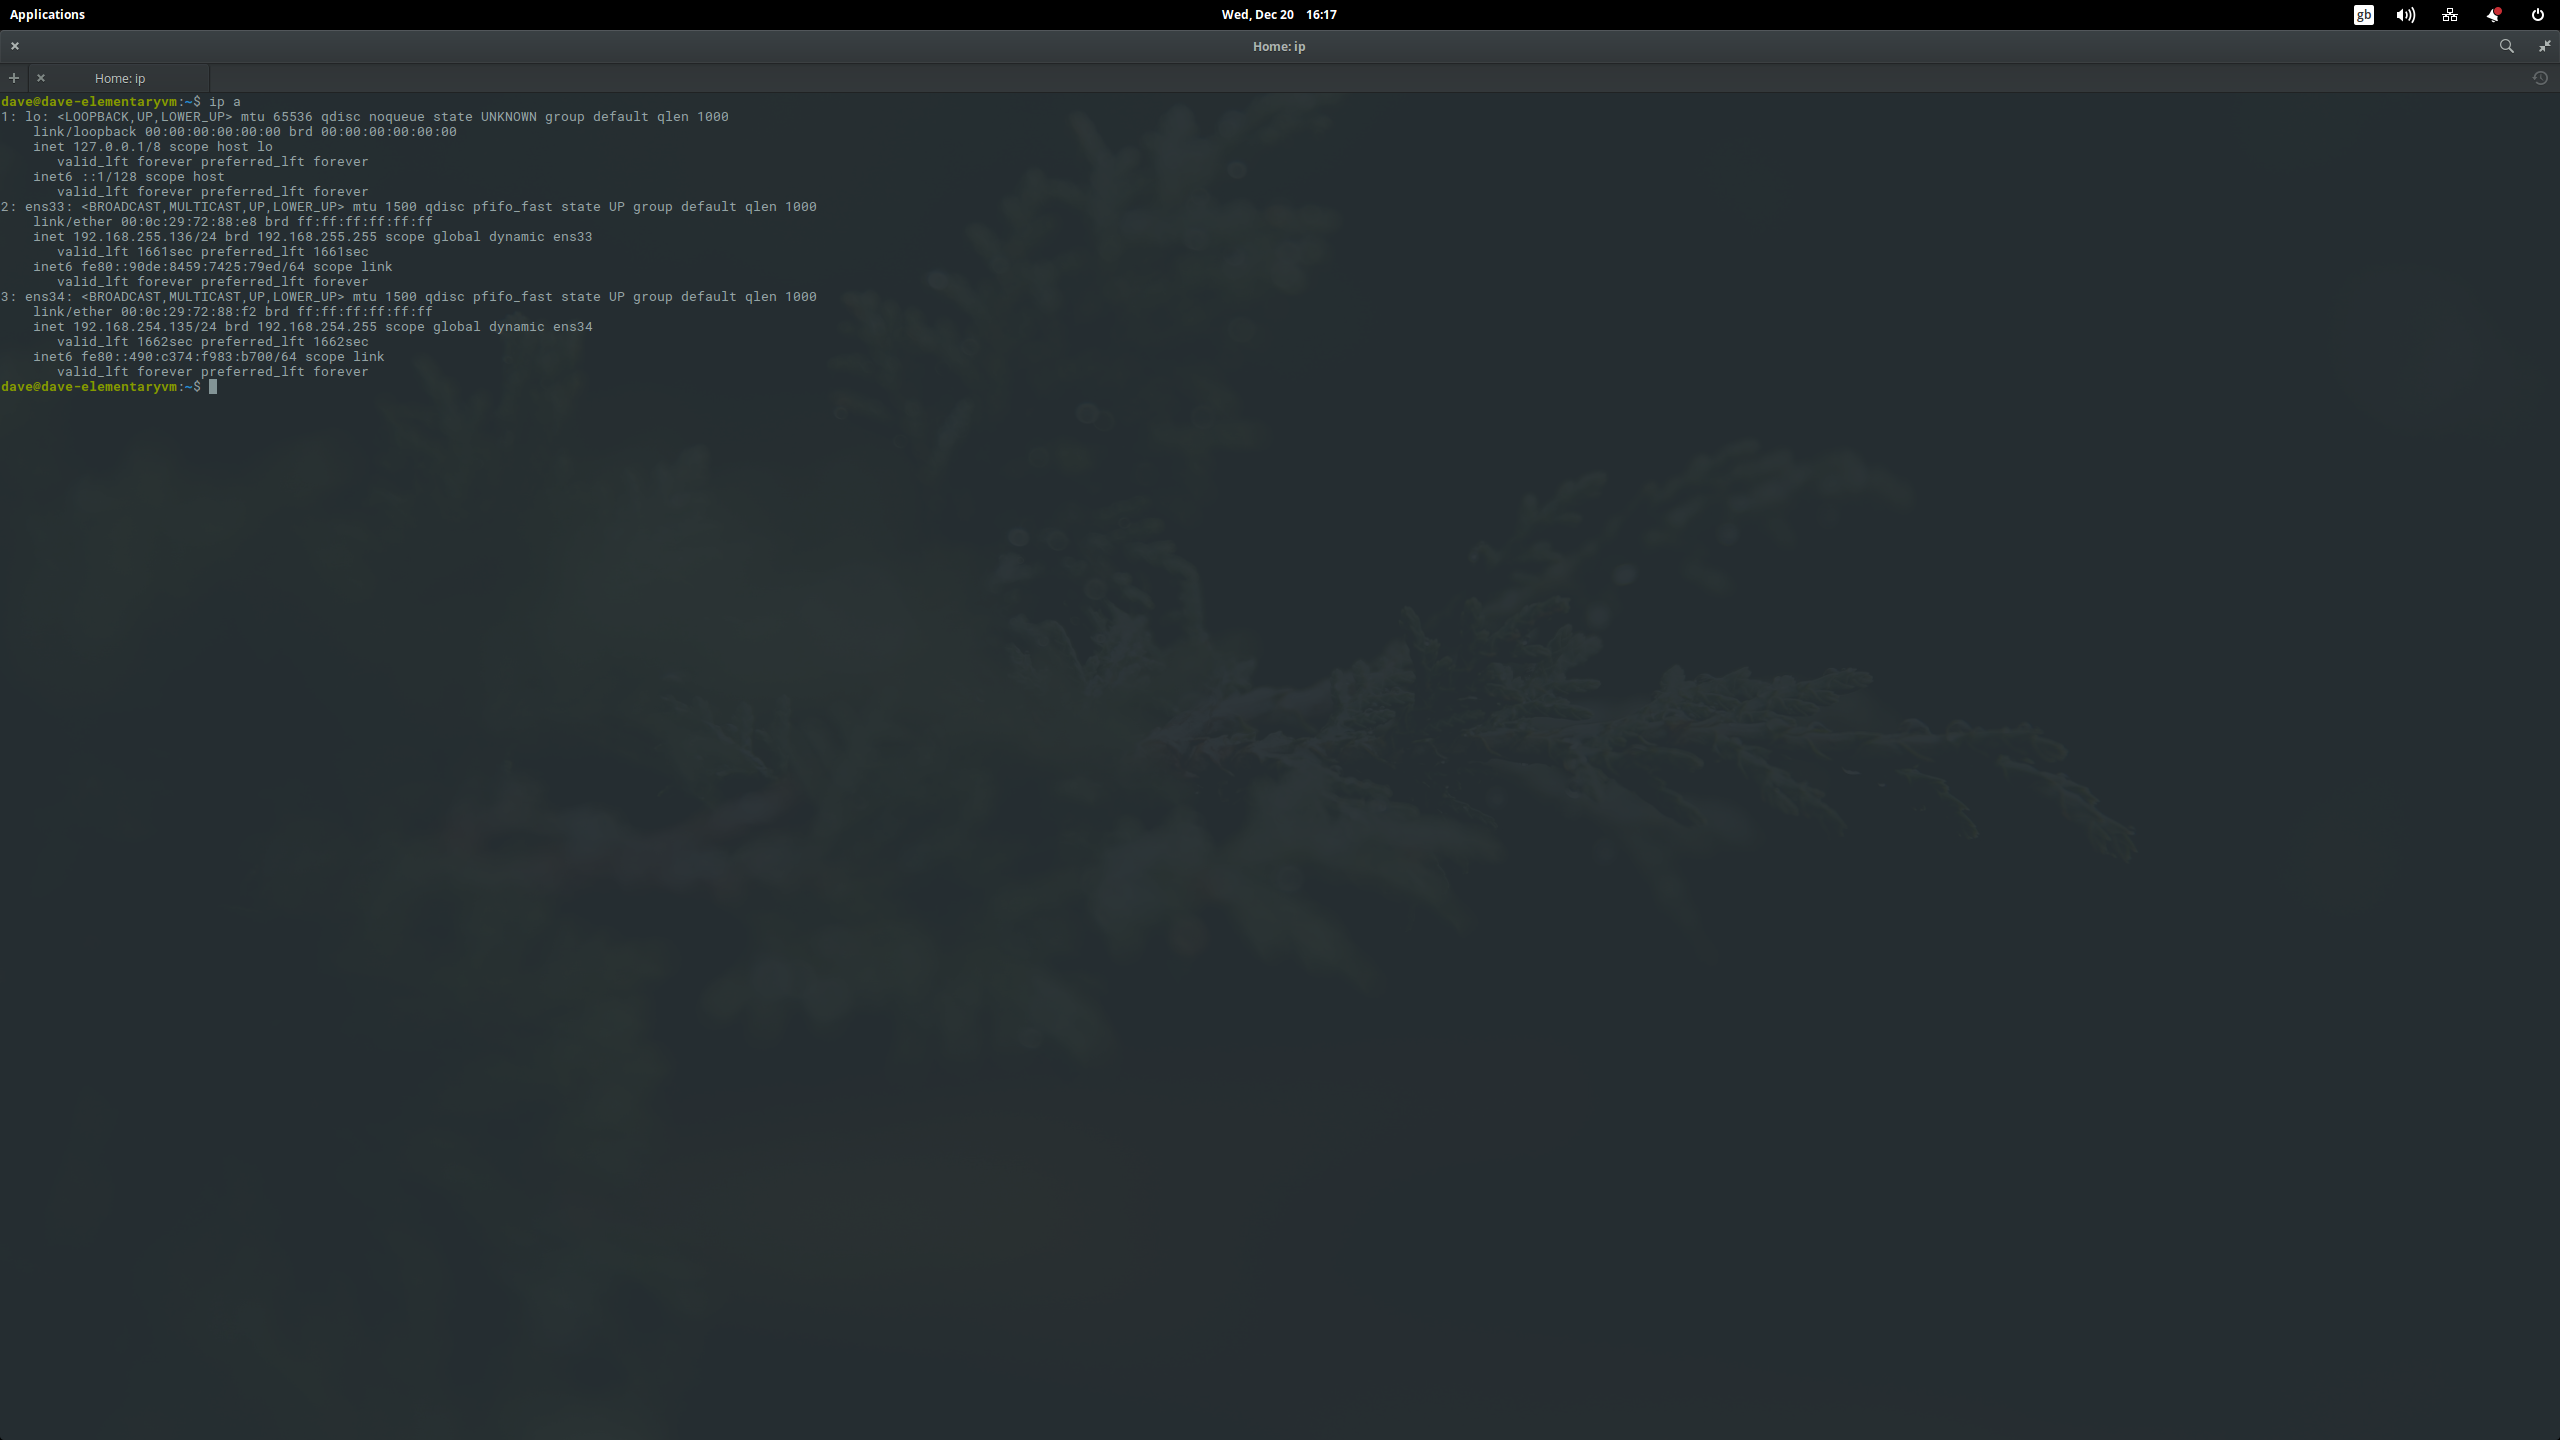 Applications
Wed, Dec 20 16:17
gb
Home: ip
Home: ip
dave@dave-elementaryvm:~$ ip a
1: lo: <LOOPBACK,UP,LOWER_UP> mtu 65536 qdisc noqueue state UNKNOWN group default qlen 1000
    link/loopback 00:00:00:00:00:00 brd 00:00:00:00:00:00
    inet 127.0.0.1/8 scope host lo
       valid_lft forever preferred_lft forever
    inet6 ::1/128 scope host
       valid_lft forever preferred_lft forever
2: ens33: <BROADCAST,MULTICAST,UP,LOWER_UP> mtu 1500 qdisc pfifo_fast state UP group default qlen 1000
    link/ether 00:0c:29:72:88:e8 brd ff:ff:ff:ff:ff:ff
    inet 192.168.255.136/24 brd 192.168.255.255 scope global dynamic ens33
       valid_lft 1661sec preferred_lft 1661sec
    inet6 fe80::90de:8459:7425:79ed/64 scope link
       valid_lft forever preferred_lft forever
3: ens34: <BROADCAST,MULTICAST,UP,LOWER_UP> mtu 1500 qdisc pfifo_fast state UP group default qlen 1000
    link/ether 00:0c:29:72:88:f2 brd ff:ff:ff:ff:ff:ff
    inet 192.168.254.135/24 brd 192.168.254.255 scope global dynamic ens34
       valid_lft 1662sec preferred_lft 1662sec
    inet6 fe80::490:c374:f983:b700/64 scope link
       valid_lft forever preferred_lft forever
dave@dave-elementaryvm:~$